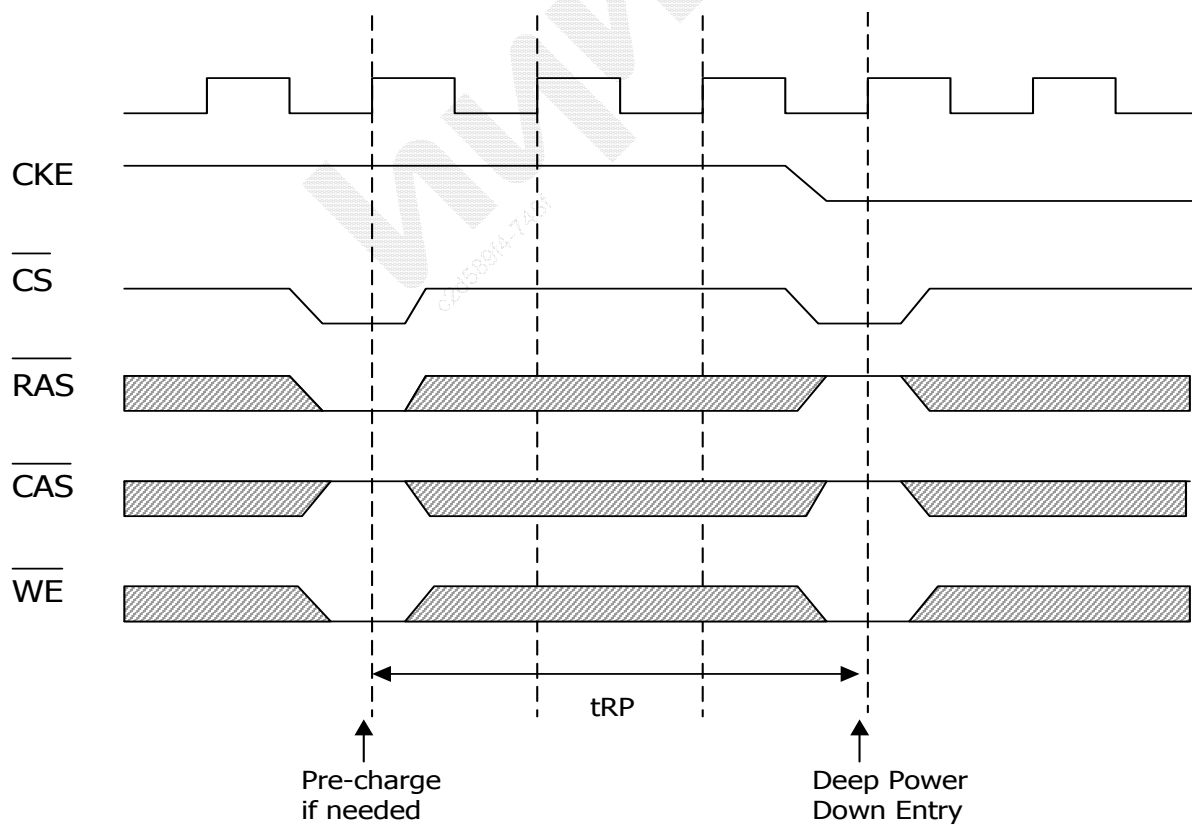 CKE
CS
RAS
CAS
WE
tRP
Pre-charge
if needed
Deep Power
Down Entry